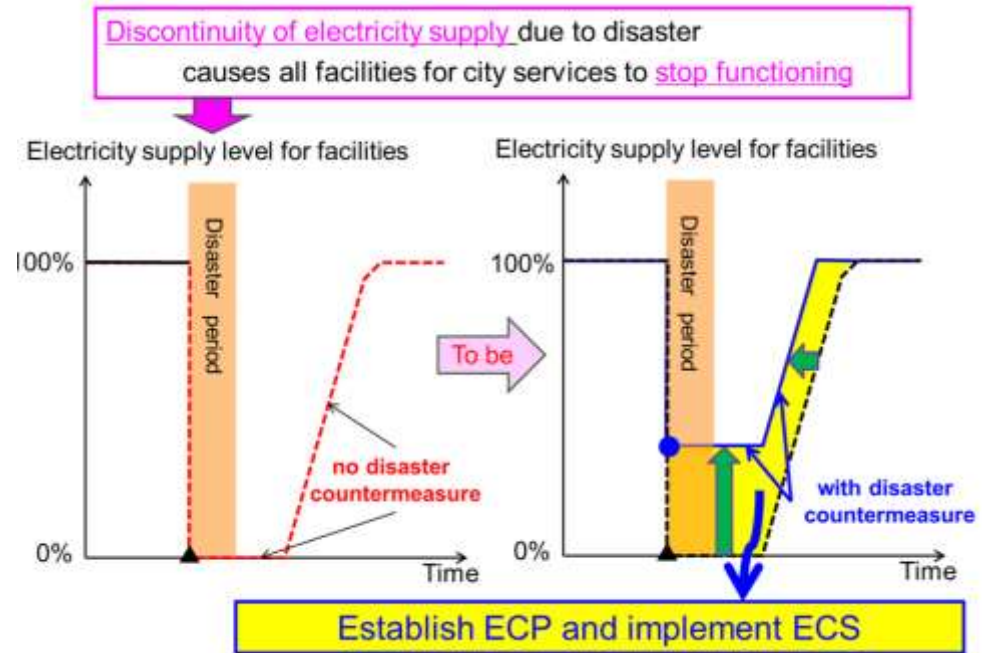 Discontinuity of electricity supply due to disaster
causes all facilities for city services to stop functioning
Electricity supply level for facilities
100%
0%
Disaster period
no disaster
countermeasure
Time
To be
Electricity supply level for facilities
100%
0%
Disaster period
with disaster
countermeasure
Time
Establish ECP and implement ECS